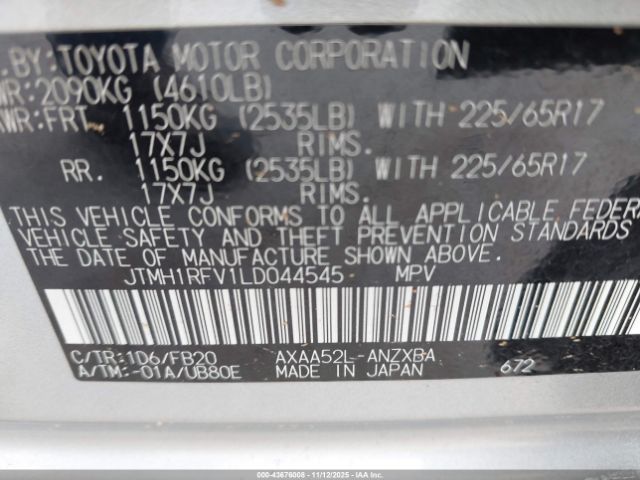 .BY:TOYOTA MOTOR CORPORATION
WR:2090KG (4610LB)
WR:FRT 1150KG (2535LB) WITH 225/65R17
17X7J RIMS.
RR. 1150KG (2535LB) WITH 225/65R17
17X7J RIMS.
THIS VEHICLE CONFORMS TO ALL APPLICABLE FEDER
VEHICLE SAFETY AND THEFT PREVENTION STANDARDS
THE DATE OF MANUFACTURE SHOWN ABOVE.
JTMH1RFV1LD044545 MPV
C/TR:1D6/FB20 AXAA52L-ANZXBA 672
A/TM:-01A/UB80E MADE IN JAPAN
000-43676008 - 11/12/2025 - IAAI.COM